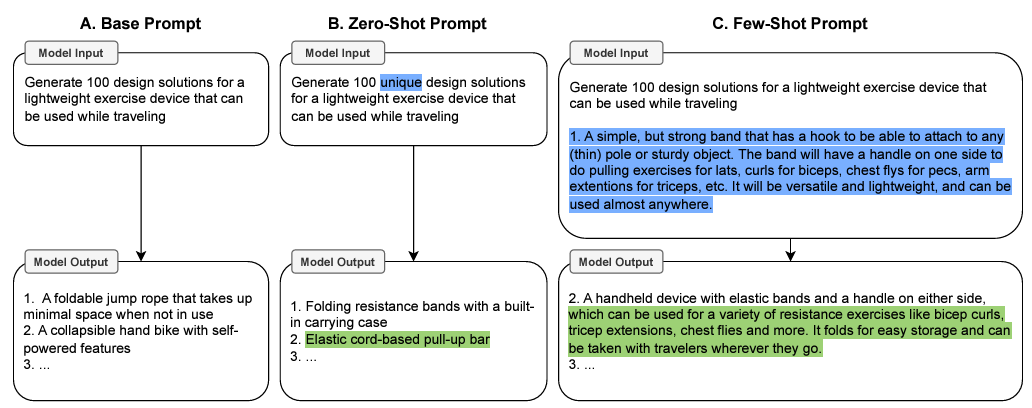 A. Base Prompt
Model Input
Generate 100 design solutions for a
lightweight exercise device that can
be used while traveling
Model Output
1.  A foldable jump rope that takes up
minimal space when not in use
2. A collapsible hand bike with self-
powered features
3. ...
B. Zero-Shot Prompt
Model Input
Generate 100 unique design solutions
for a lightweight exercise device that
can be used while traveling
Model Output
1. Folding resistance bands with a built-
in carrying case
2. Elastic cord-based pull-up bar
3. ...
C. Few-Shot Prompt
Model Input
Generate 100 design solutions for a lightweight exercise device that
can be used while traveling
1. A simple, but strong band that has a hook to be able to attach to any
(thin) pole or sturdy object. The band will have a handle on one side to
do pulling exercises for lats, curls for biceps, chest flys for pecs, arm
extentions for triceps, etc. It will be versatile and lightweight, and can be
used almost anywhere.
Model Output
2. A handheld device with elastic bands and a handle on either side,
which can be used for a variety of resistance exercises like bicep curls,
tricep extensions, chest flies and more. It folds for easy storage and can
be taken with travelers wherever they go.
3. ...